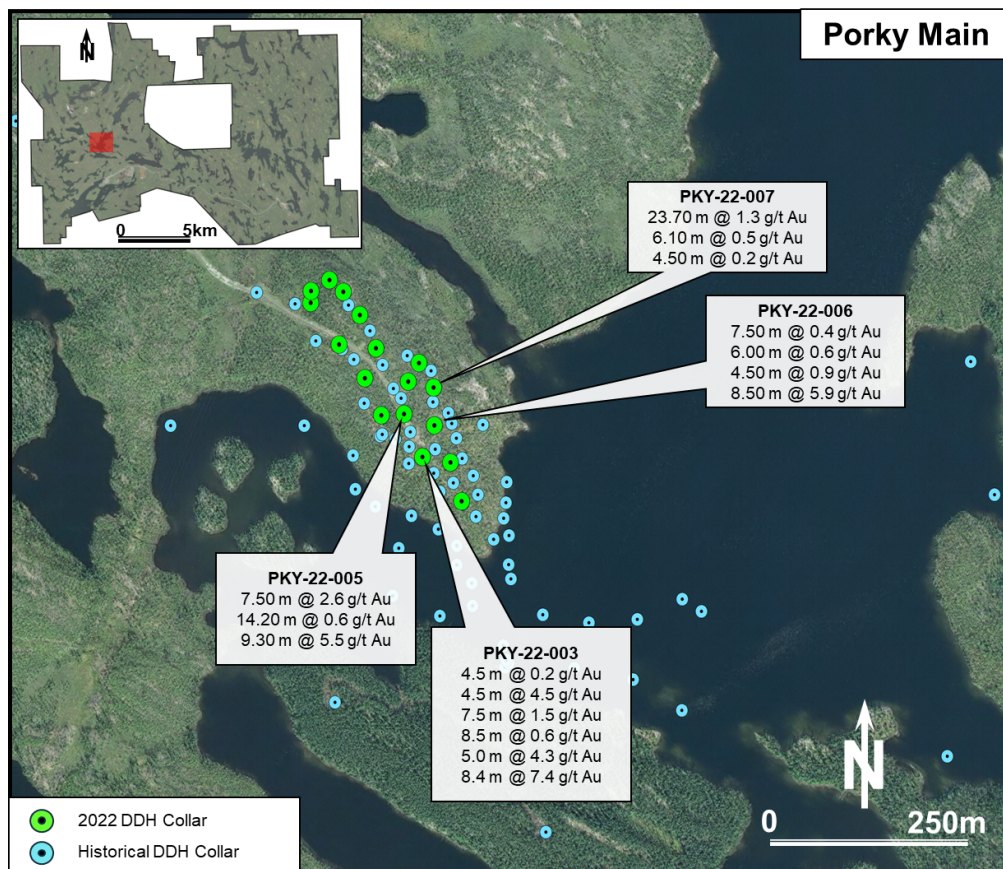 Porky Main
N
0 5km
PKY-22-007
23.70 m @ 1.3 g/t Au
6.10 m @ 0.5 g/t Au
4.50 m @ 0.2 g/t Au
PKY-22-006
7.50 m @ 0.4 g/t Au
6.00 m @ 0.6 g/t Au
4.50 m @ 0.9 g/t Au
8.50 m @ 5.9 g/t Au
PKY-22-005
7.50 m @ 2.6 g/t Au
14.20 m @ 0.6 g/t Au
9.30 m @ 5.5 g/t Au
PKY-22-003
4.5 m @ 0.2 g/t Au
4.5 m @ 4.5 g/t Au
7.5 m @ 1.5 g/t Au
8.5 m @ 0.6 g/t Au
5.0 m @ 4.3 g/t Au
8.4 m @ 7.4 g/t Au
N
0 250m
2022 DDH Collar
Historical DDH Collar